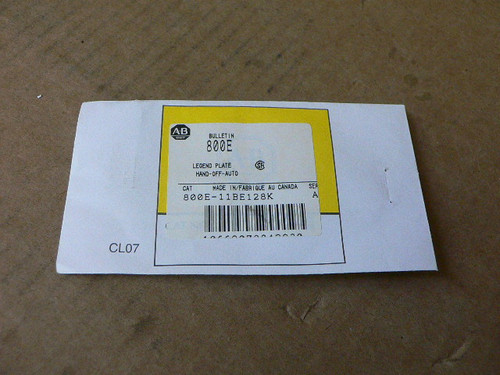 AB
BULLETIN
800E
LEGEND PLATE
HAND-OFF-AUTO
CAT MADE IN/FABRIQUE AU CANADA SER
800E-11BE128K A
CL07